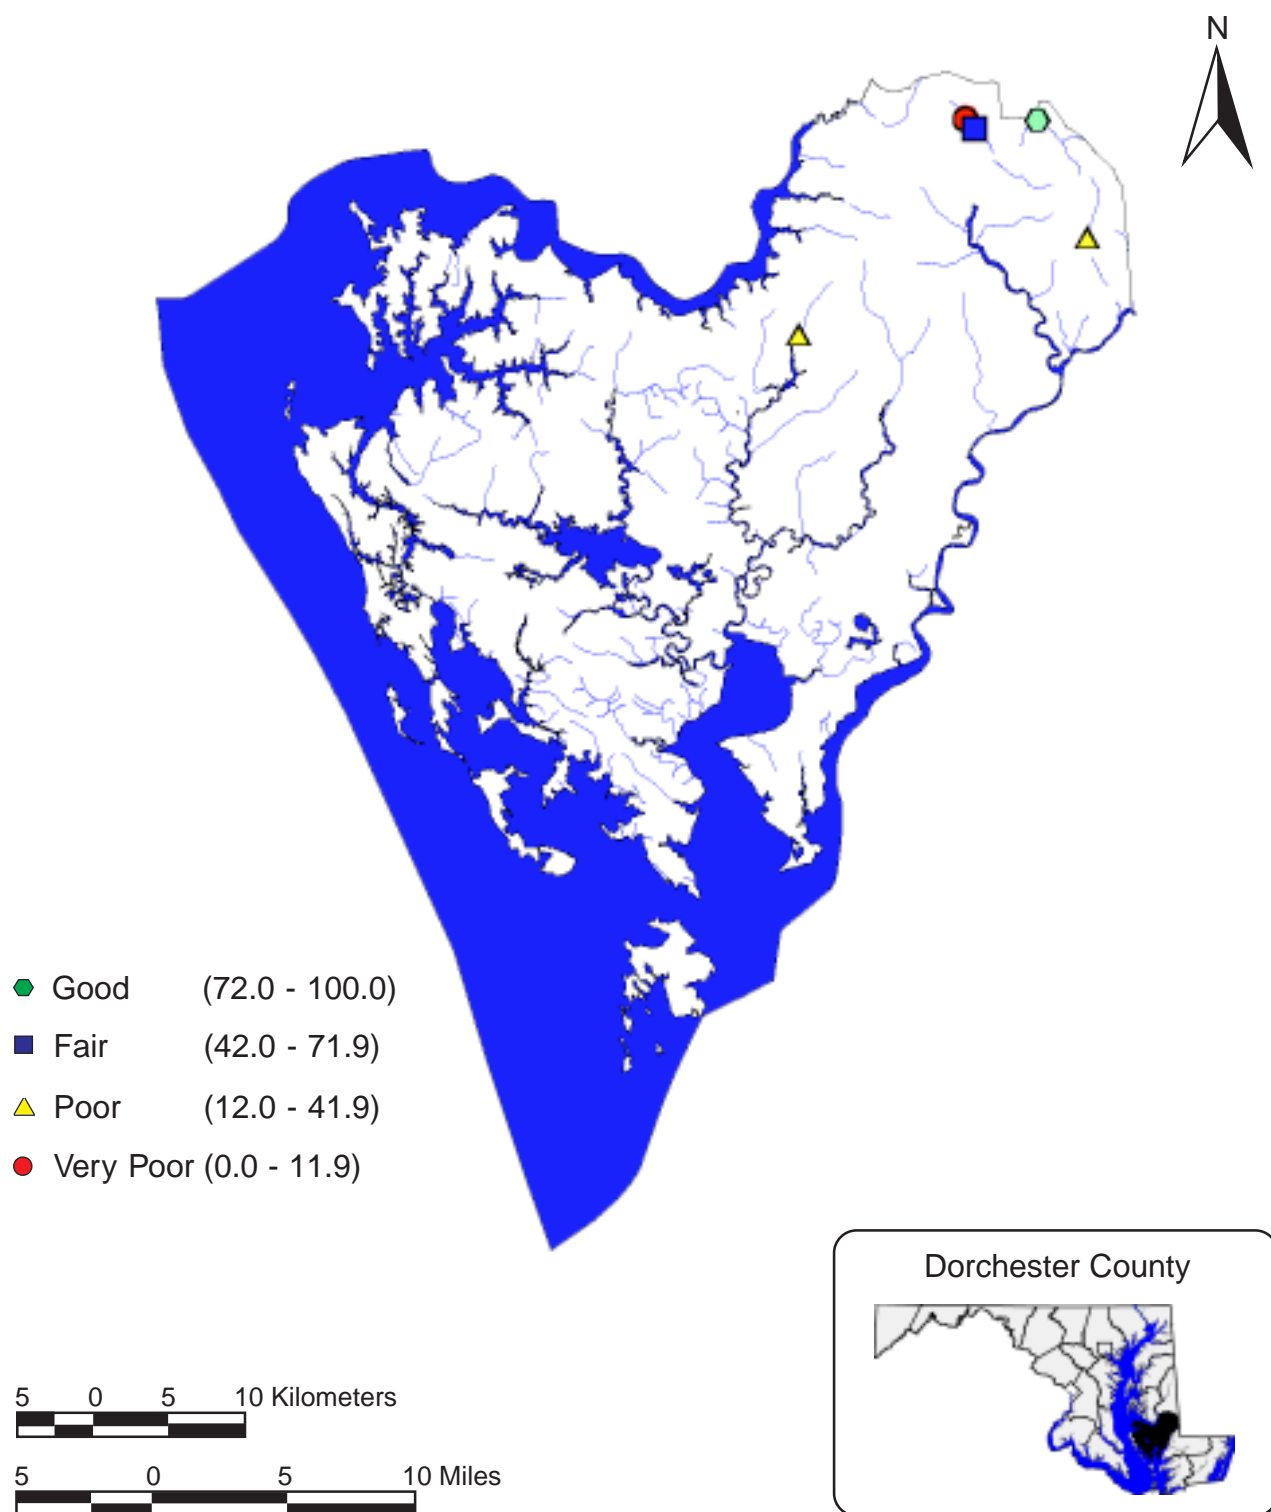 N
Good (72.0 - 100.0)
Fair (42.0 - 71.9)
Poor (12.0 - 41.9)
Very Poor (0.0 - 11.9)
Dorchester County
5 0 5 10 Kilometers
5 0 5 10 Miles